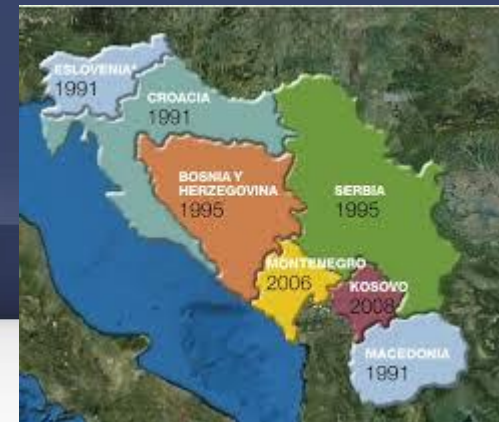 ESLOVENIA*
1991
CROACIA
1991
BOSNIA Y
HERZEGOVINA
1995
SERBIA
1995
MONTENEGRO
2006
KOSOVO
2008
MACEDONIA
1991